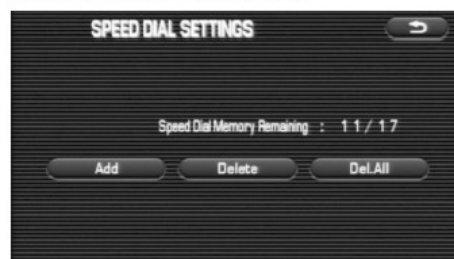 SPEED DIAL SETTINGS
Speed Dial Memory Remaining : 11/17
Add Delete Del.All